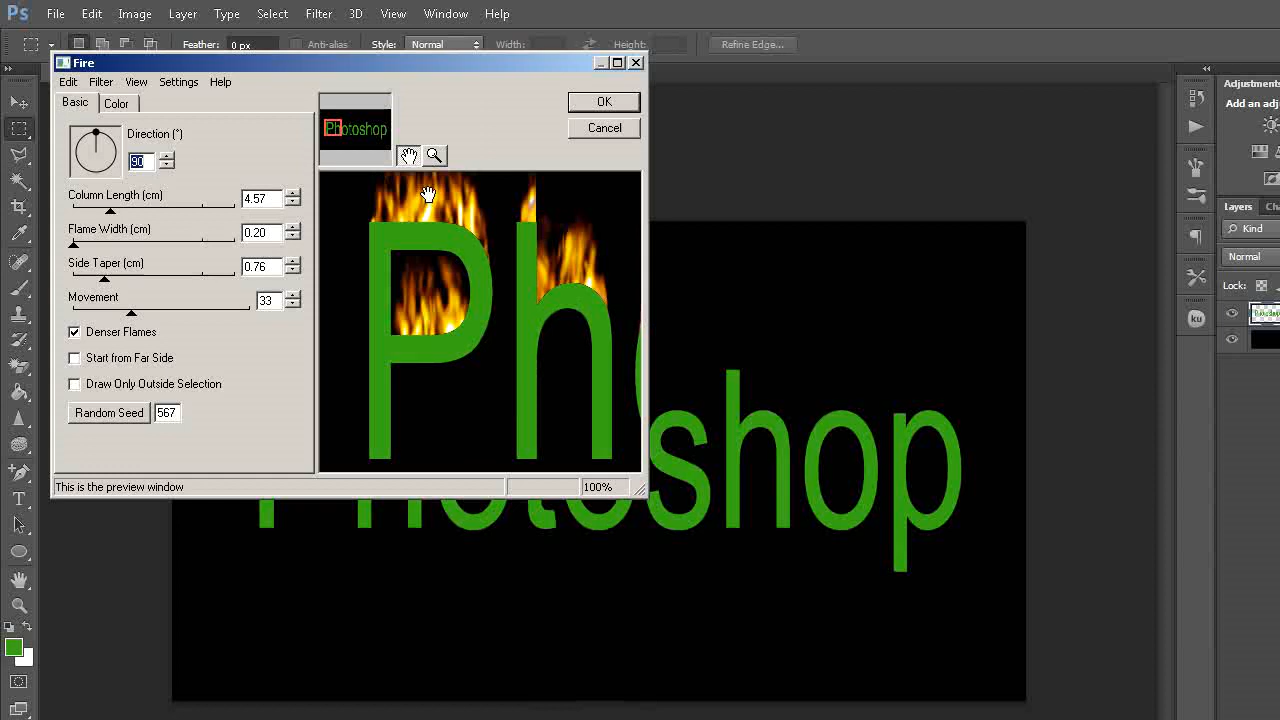 Ps File Edit Image Layer Type Select Filter 3D View Window Help
Feather: 0 px Anti-alias Style: Normal Width: Height: Refine Edge...
Fire
Edit Filter View Settings Help
Basic Color
Direction (°)
90
Column Length (cm)
4.57
Flame Width (cm)
0.20
Side Taper (cm)
0.76
Movement
33
Denser Flames
Start from Far Side
Draw Only Outside Selection
Random Seed 567
This is the preview window
100%
Photoshop
OK
Cancel
Ph
Photoshop
Adjustments
Add an adj
Layers
Kind
Normal
Lock:
ku
T